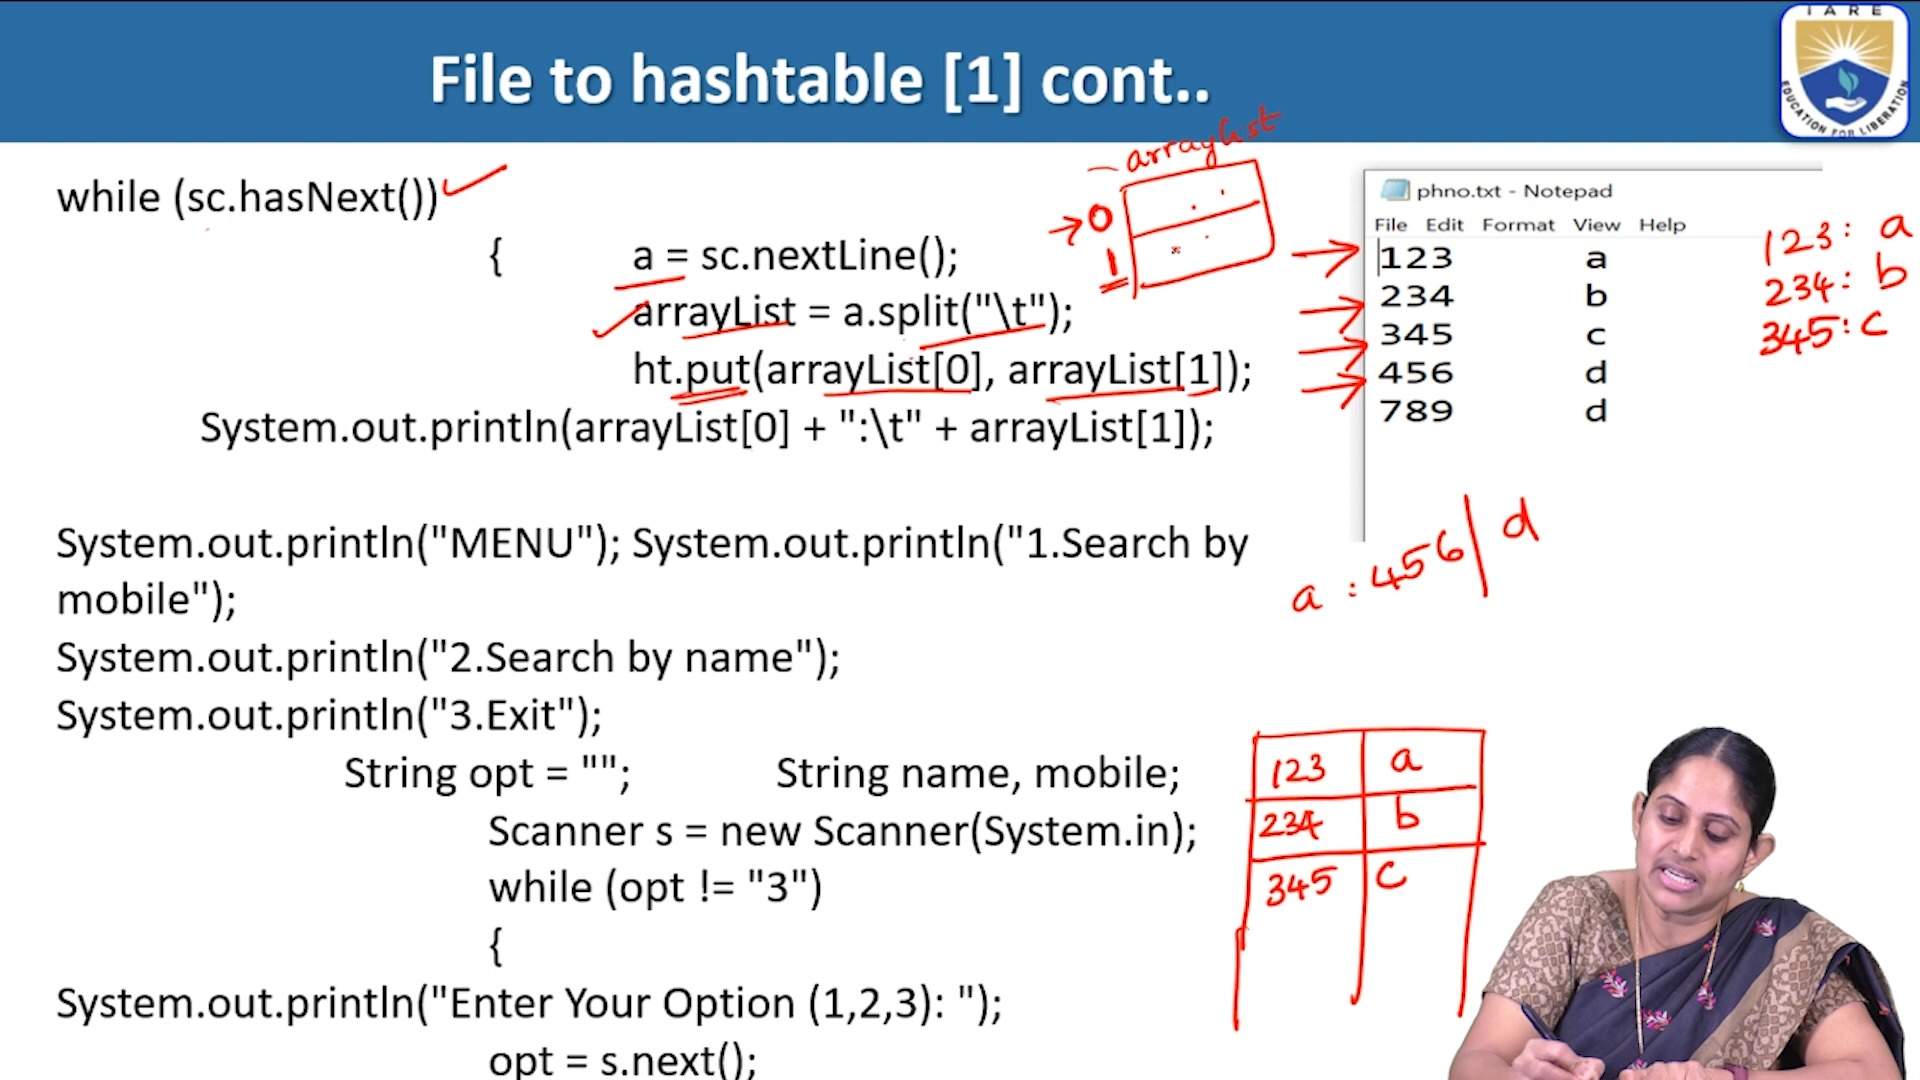 File to hashtable [1] cont..
IARE
EDUCATION FOR LIBERATION
while (sc.hasNext())
{ a = sc.nextLine();
arrayList = a.split("\t");
ht.put(arrayList[0], arrayList[1]);
System.out.println(arrayList[0] + ":\t" + arrayList[1]);
System.out.println("MENU"); System.out.println("1.Search by
mobile");
System.out.println("2.Search by name");
System.out.println("3.Exit");
String opt = ""; String name, mobile;
Scanner s = new Scanner(System.in);
while (opt != "3")
{
System.out.println("Enter Your Option (1,2,3): ");
opt = s.next();
arraylist
0
1
phno.txt - Notepad
File Edit Format View Help
123 a
234 b
345 c
456 d
789 d
123: a
234: b
345: c
a : 456 | d
123 a
234 b
345 c